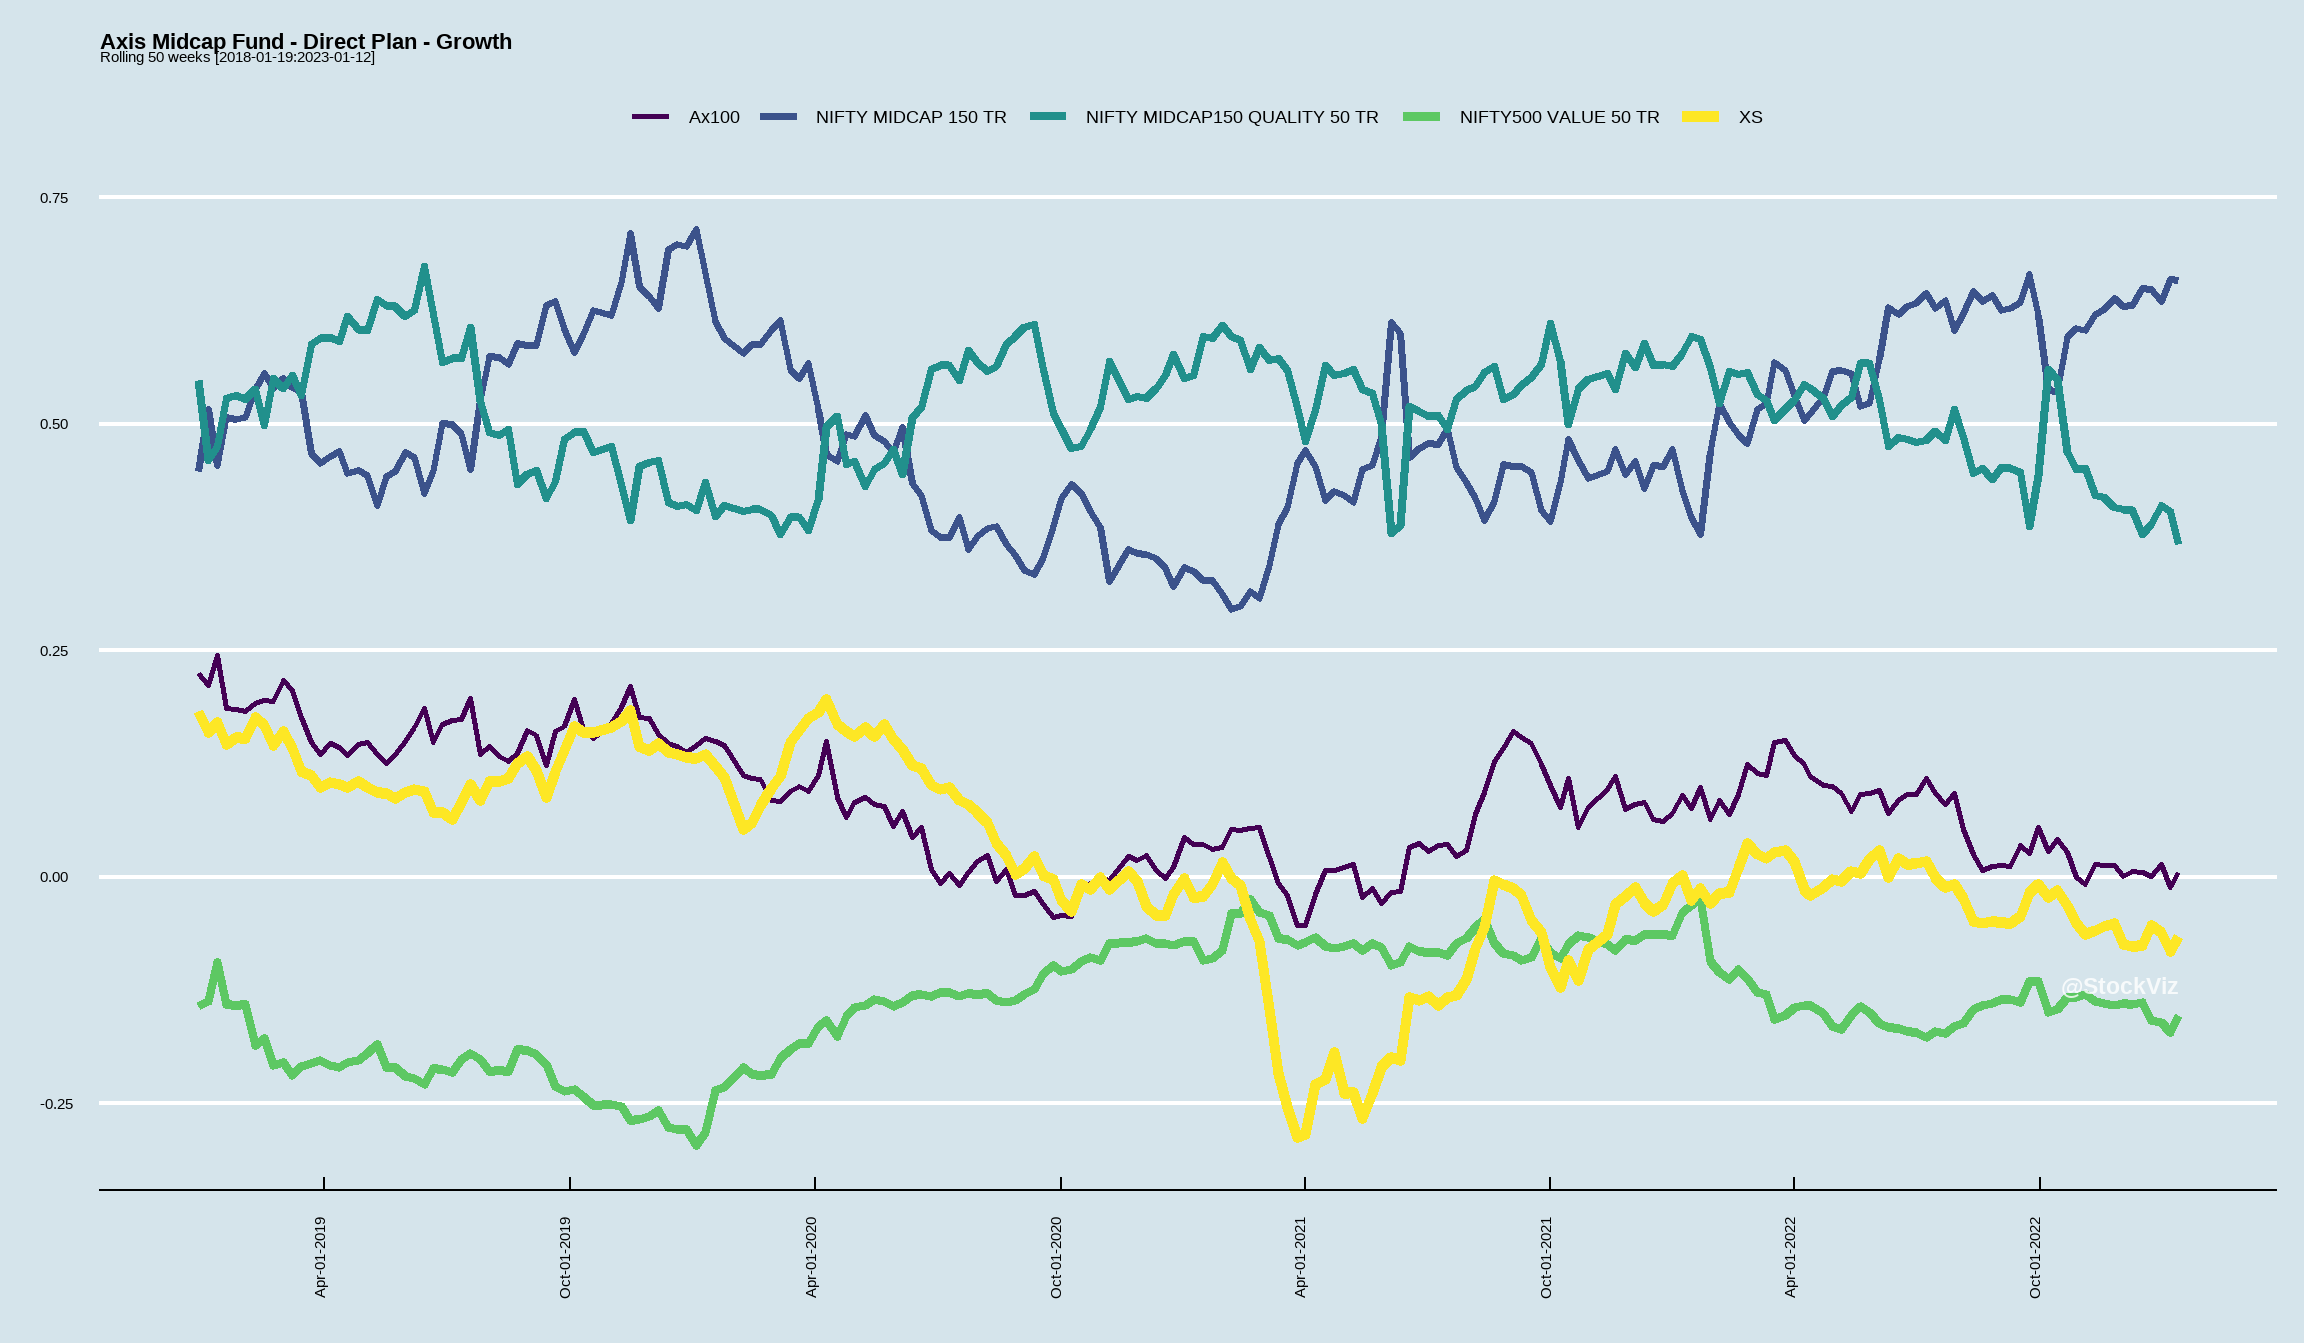 Axis Midcap Fund - Direct Plan - Growth
Rolling 50 weeks [2018-01-19:2023-01-12]
Ax100 NIFTY MIDCAP 150 TR NIFTY MIDCAP150 QUALITY 50 TR NIFTY500 VALUE 50 TR XS
0.75
0.50
0.25
0.00
-0.25
@StockViz
Apr-01-2019 Oct-01-2019 Apr-01-2020 Oct-01-2020 Apr-01-2021 Oct-01-2021 Apr-01-2022 Oct-01-2022